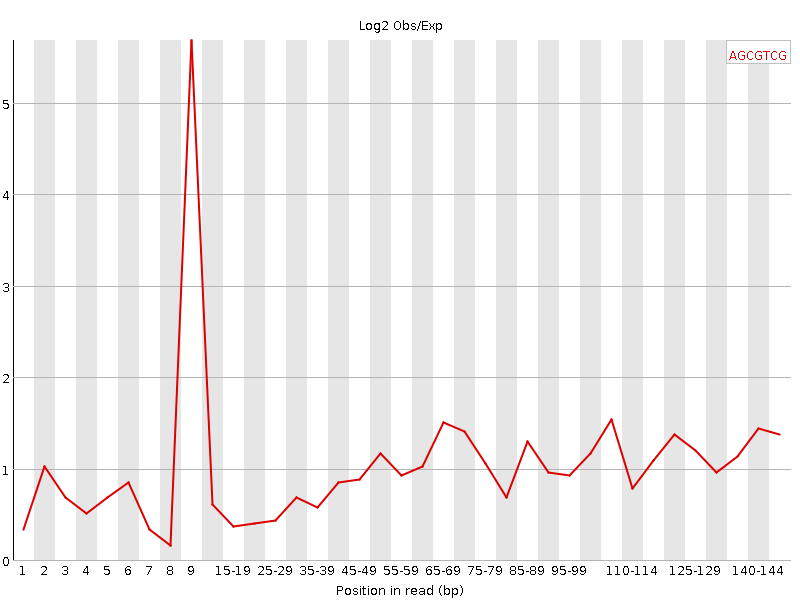 Log2 Obs/Exp
AGCGTCG
5
4
3
2
1
0
1 2 3 4 5 6 7 8 9 15-19 25-29 35-39 45-49 55-59 65-69 75-79 85-89 95-99 110-114 125-129 140-144
Position in read (bp)